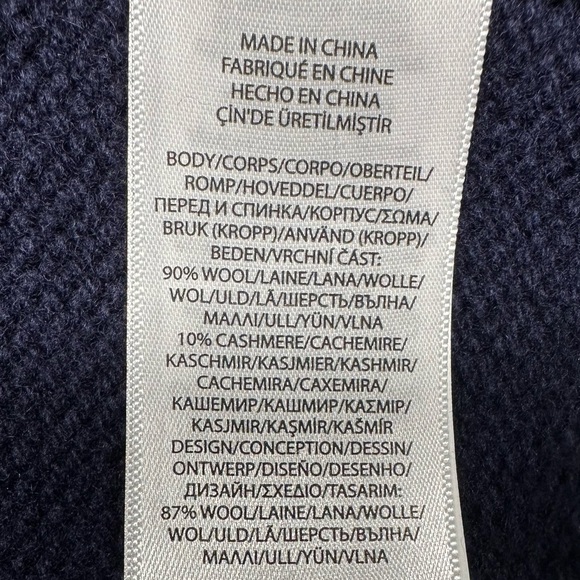 MADE IN CHINA
FABRIQUÉ EN CHINE
HECHO EN CHINA
ÇİN'DE ÜRETİLMİŞTİR
BODY/CORPS/CORPO/OBERTEIL/
ROMP/HOVEDDEL/CUERPO/
ПЕРЕД И СПИНКА/КОРПУС/ΣΩΜΑ/
BRUK (KROPP)/ANVÄND (KROPP)/
BEDEN/VRCHNÍ ČÁST:
90% WOOL/LAINE/LANA/WOLLE/
WOL/ULD/LÃ/ШЕРСТЬ/ВЪЛНА/
ΜΑΛΛΙ/ULL/YÜN/VLNA
10% CASHMERE/CACHEMIRE/
KASCHMIR/KASJMIER/KASHMIR/
CACHEMIRA/CAXEMIRA/
КАШЕМИР/КАШМИР/ΚΑΣΜΙΡ/
KASJMIR/KAŞMİR/KAŠMÍR
DESIGN/CONCEPTION/DESSIN/
ONTWERP/DISEÑO/DESENHO/
ДИЗАЙН/ΣΧΕΔΙΟ/TASARIM:
87% WOOL/LAINE/LANA/WOLLE/
WOL/ULD/LÃ/ШЕРСТЬ/ВЪЛНА/
ΜΑΛΛΙ/ULL/YÜN/VLNA